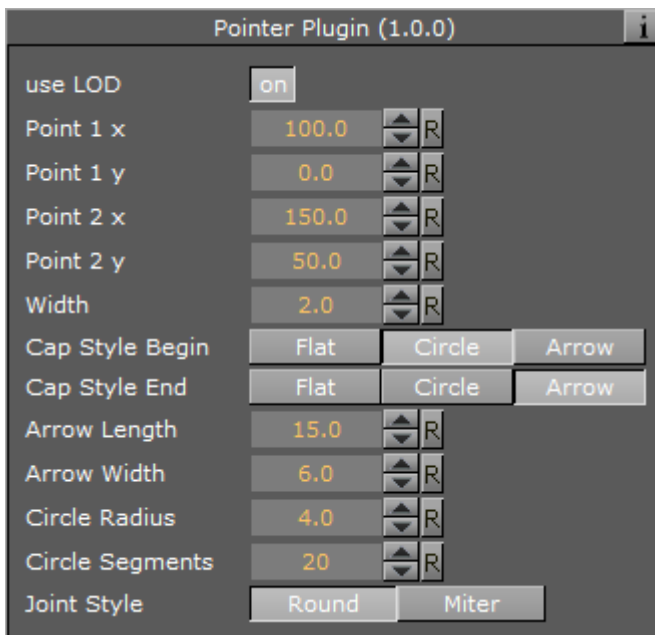 Pointer Plugin (1.0.0) i
use LOD on
Point 1 x 100.0 R
Point 1 y 0.0 R
Point 2 x 150.0 R
Point 2 y 50.0 R
Width 2.0 R
Cap Style Begin Flat Circle Arrow
Cap Style End Flat Circle Arrow
Arrow Length 15.0 R
Arrow Width 6.0 R
Circle Radius 4.0 R
Circle Segments 20 R
Joint Style Round Miter